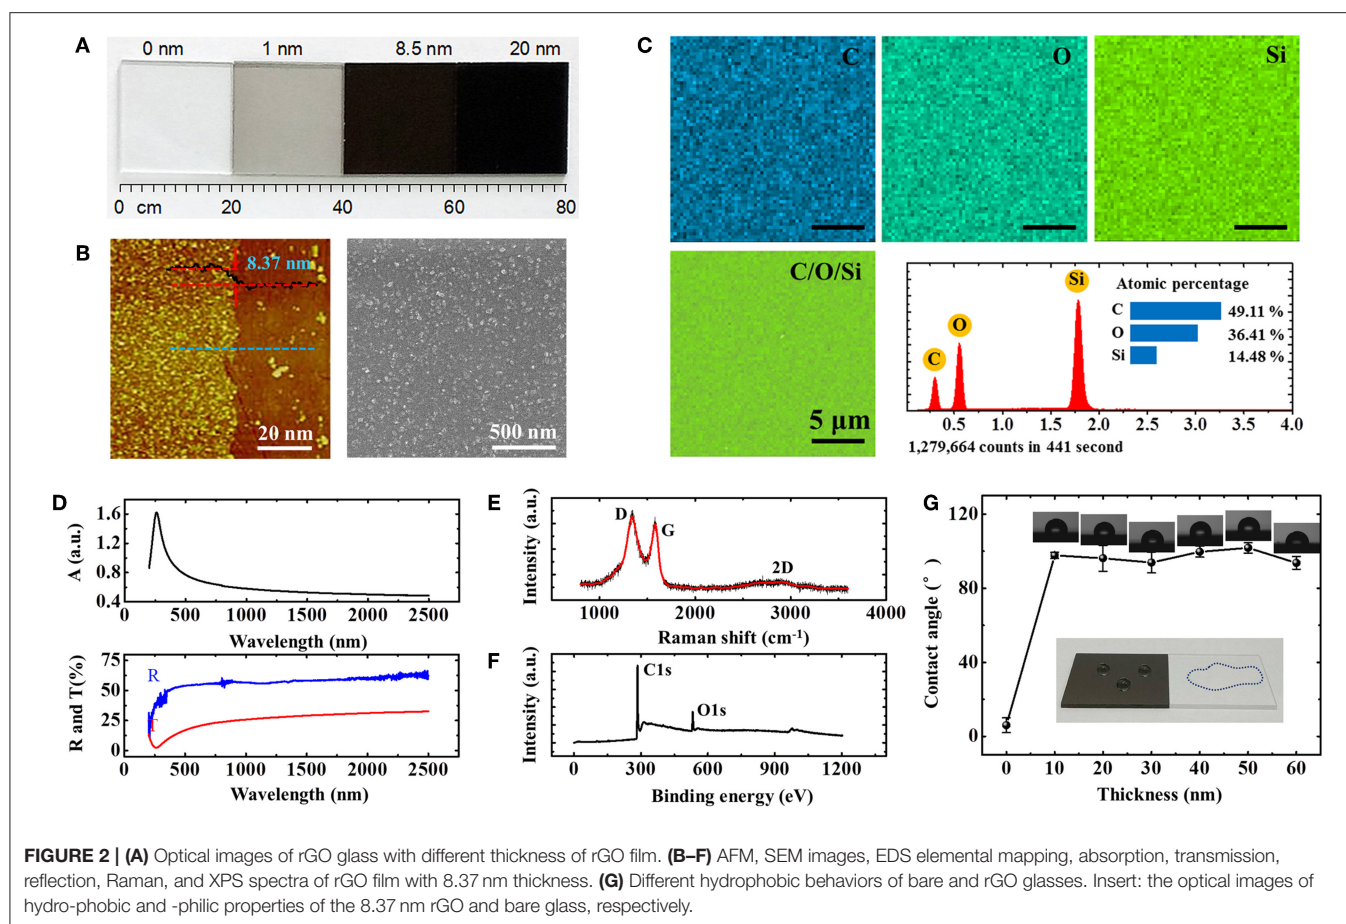 A
0 nm 1 nm 8.5 nm 20 nm
0 cm 20 40 60 80
B
8.37 nm
20 nm
500 nm
C
C
O
Si
C/O/Si
5 µm
Si
O
C
Atomic percentage
C 49.11 %
O 36.41 %
Si 14.48 %
0.5 1.0 1.5 2.0 2.5 3.0 3.5 4.0
1,279,664 counts in 441 second
D
A (a.u.)
1.6
1.2
0.8
0.4
0 500 1000 1500 2000 2500
Wavelength (nm)
R and T(%)
75
50
25
0
R
T
0 500 1000 1500 2000 2500
Wavelength (nm)
E
Intensity (a.u.)
D
G
2D
1000 2000 3000 4000
Raman shift (cm⁻¹)
F
Intensity (a.u.)
C1s
O1s
0 300 600 900 1200
Binding energy (eV)
G
Contact angle (°)
120
80
40
0
0 10 20 30 40 50 60
Thickness (nm)
FIGURE 2 | (A) Optical images of rGO glass with different thickness of rGO film. (B–F) AFM, SEM images, EDS elemental mapping, absorption, transmission,
reflection, Raman, and XPS spectra of rGO film with 8.37 nm thickness. (G) Different hydrophobic behaviors of bare and rGO glasses. Insert: the optical images of
hydro-phobic and -philic properties of the 8.37 nm rGO and bare glass, respectively.